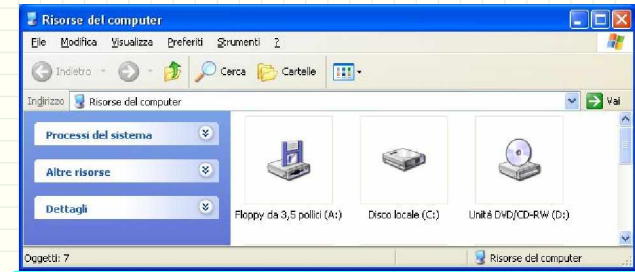 Risorse del computer
File Modifica Visualizza Preferiti Strumenti ?
Indietro Cerca Cartelle
Indirizzo Risorse del computer Vai
Processi del sistema
Altre risorse
Dettagli
Floppy da 3,5 pollici (A:) Disco locale (C:) Unità DVD/CD-RW (D:)
Oggetti: 7 Risorse del computer